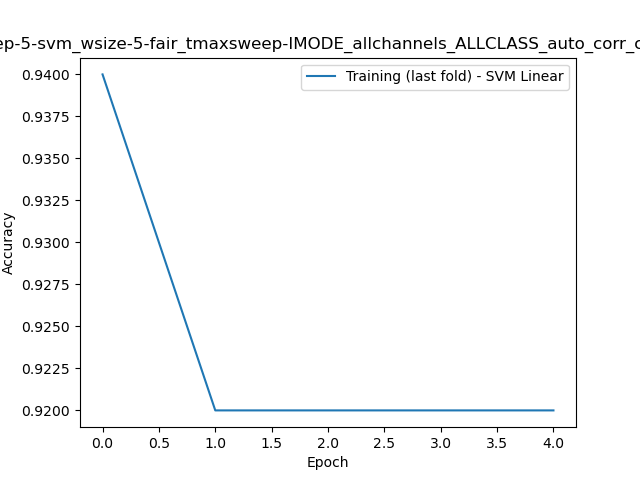 ep-5-svm_wsize-5-fair_tmaxsweep-IMODE_allchannels_ALLCLASS_auto_corr_c
Training (last fold) - SVM Linear
0.9400
0.9375
0.9350
0.9325
0.9300
0.9275
0.9250
0.9225
0.9200
Accuracy
0.0 0.5 1.0 1.5 2.0 2.5 3.0 3.5 4.0
Epoch